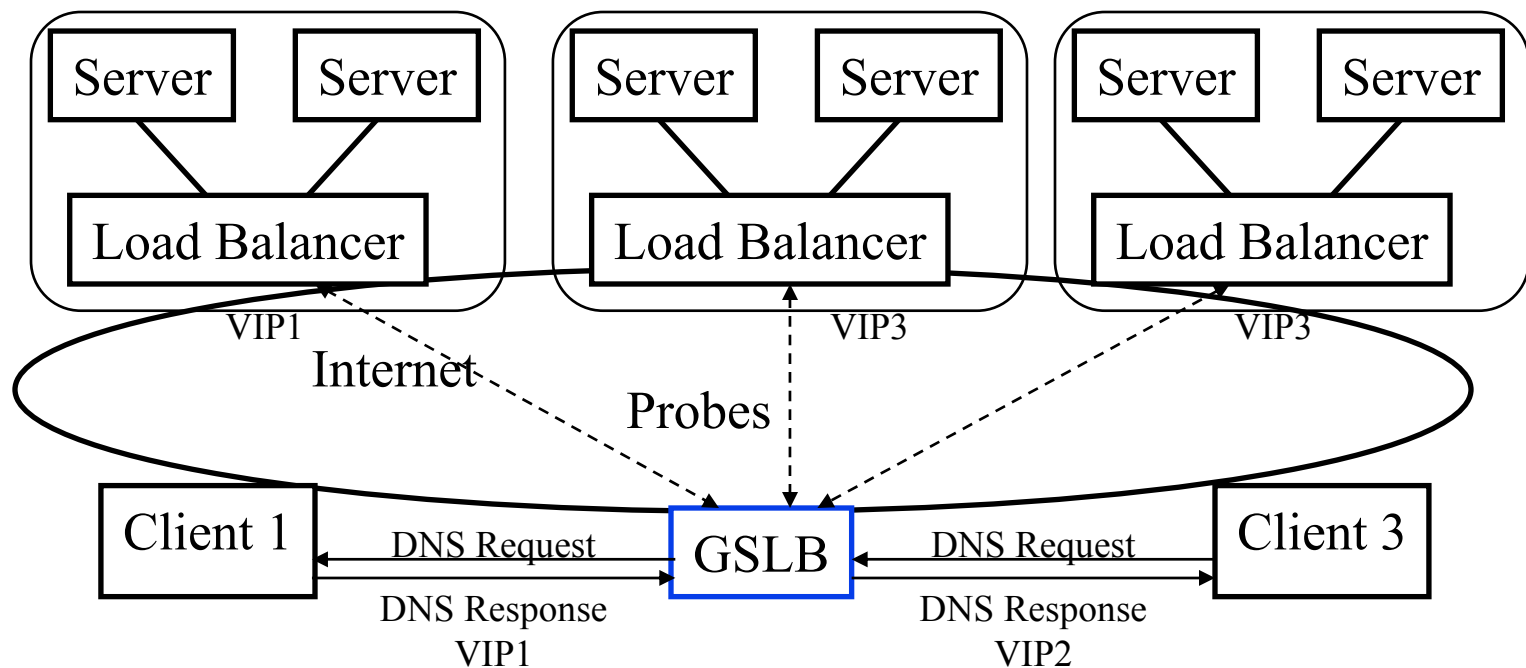 Server
Server
Server
Server
Server
Server
Load Balancer
Load Balancer
Load Balancer
VIP1
VIP3
VIP3
Internet
Probes
Client 1
DNS Request
GSLB
DNS Request
Client 3
DNS Response
VIP1
DNS Response
VIP2